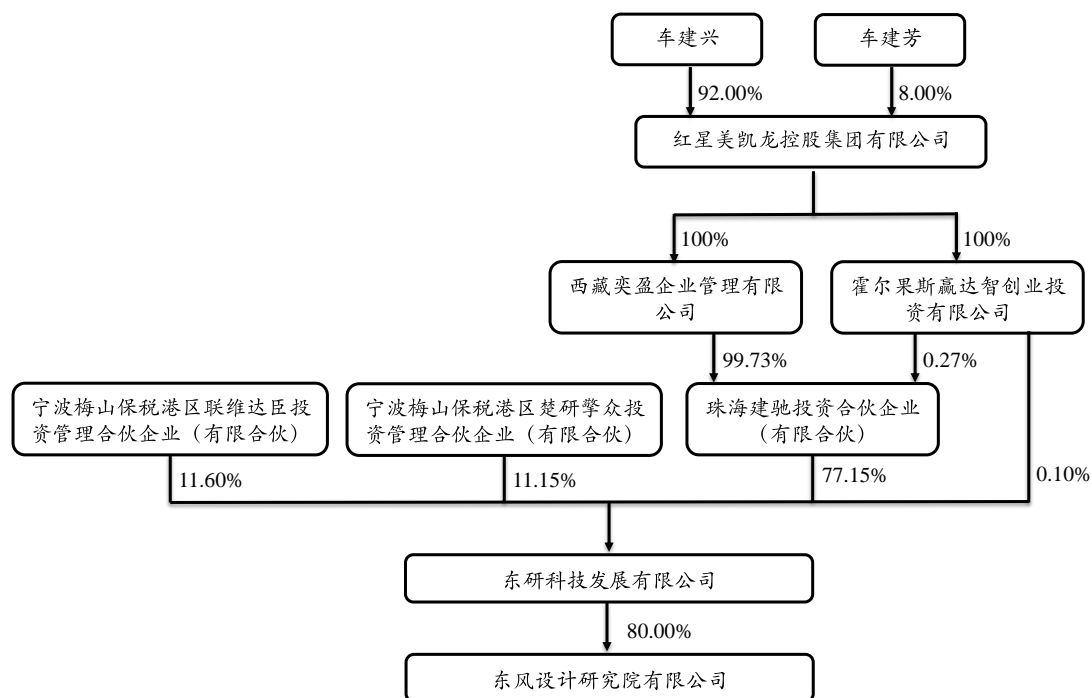 车建兴
车建芳
92.00%
8.00%
红星美凯龙控股集团有限公司
100%
100%
西藏奕盈企业管理有限
公司
霍尔果斯赢达智创业投
资有限公司
99.73%
0.27%
宁波梅山保税港区联维达臣投
资管理合伙企业（有限合伙）
宁波梅山保税港区楚研擎众投
资管理合伙企业（有限合伙）
珠海建驰投资合伙企业
（有限合伙）
11.60%
11.15%
77.15%
0.10%
东研科技发展有限公司
80.00%
东风设计研究院有限公司